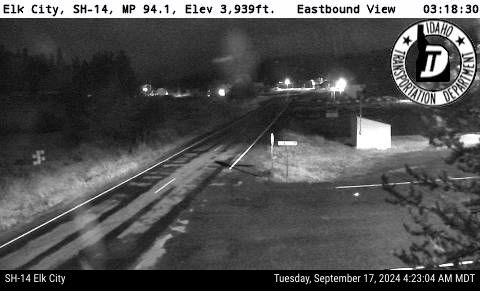 Elk City, SH-14, MP 94.1, Elev 3,939ft. Eastbound View 03:18:30
IDAHO
TRANSPORTATION DEPARTMENT
SH-14 Elk City Tuesday, September 17, 2024 4:23:04 AM MDT